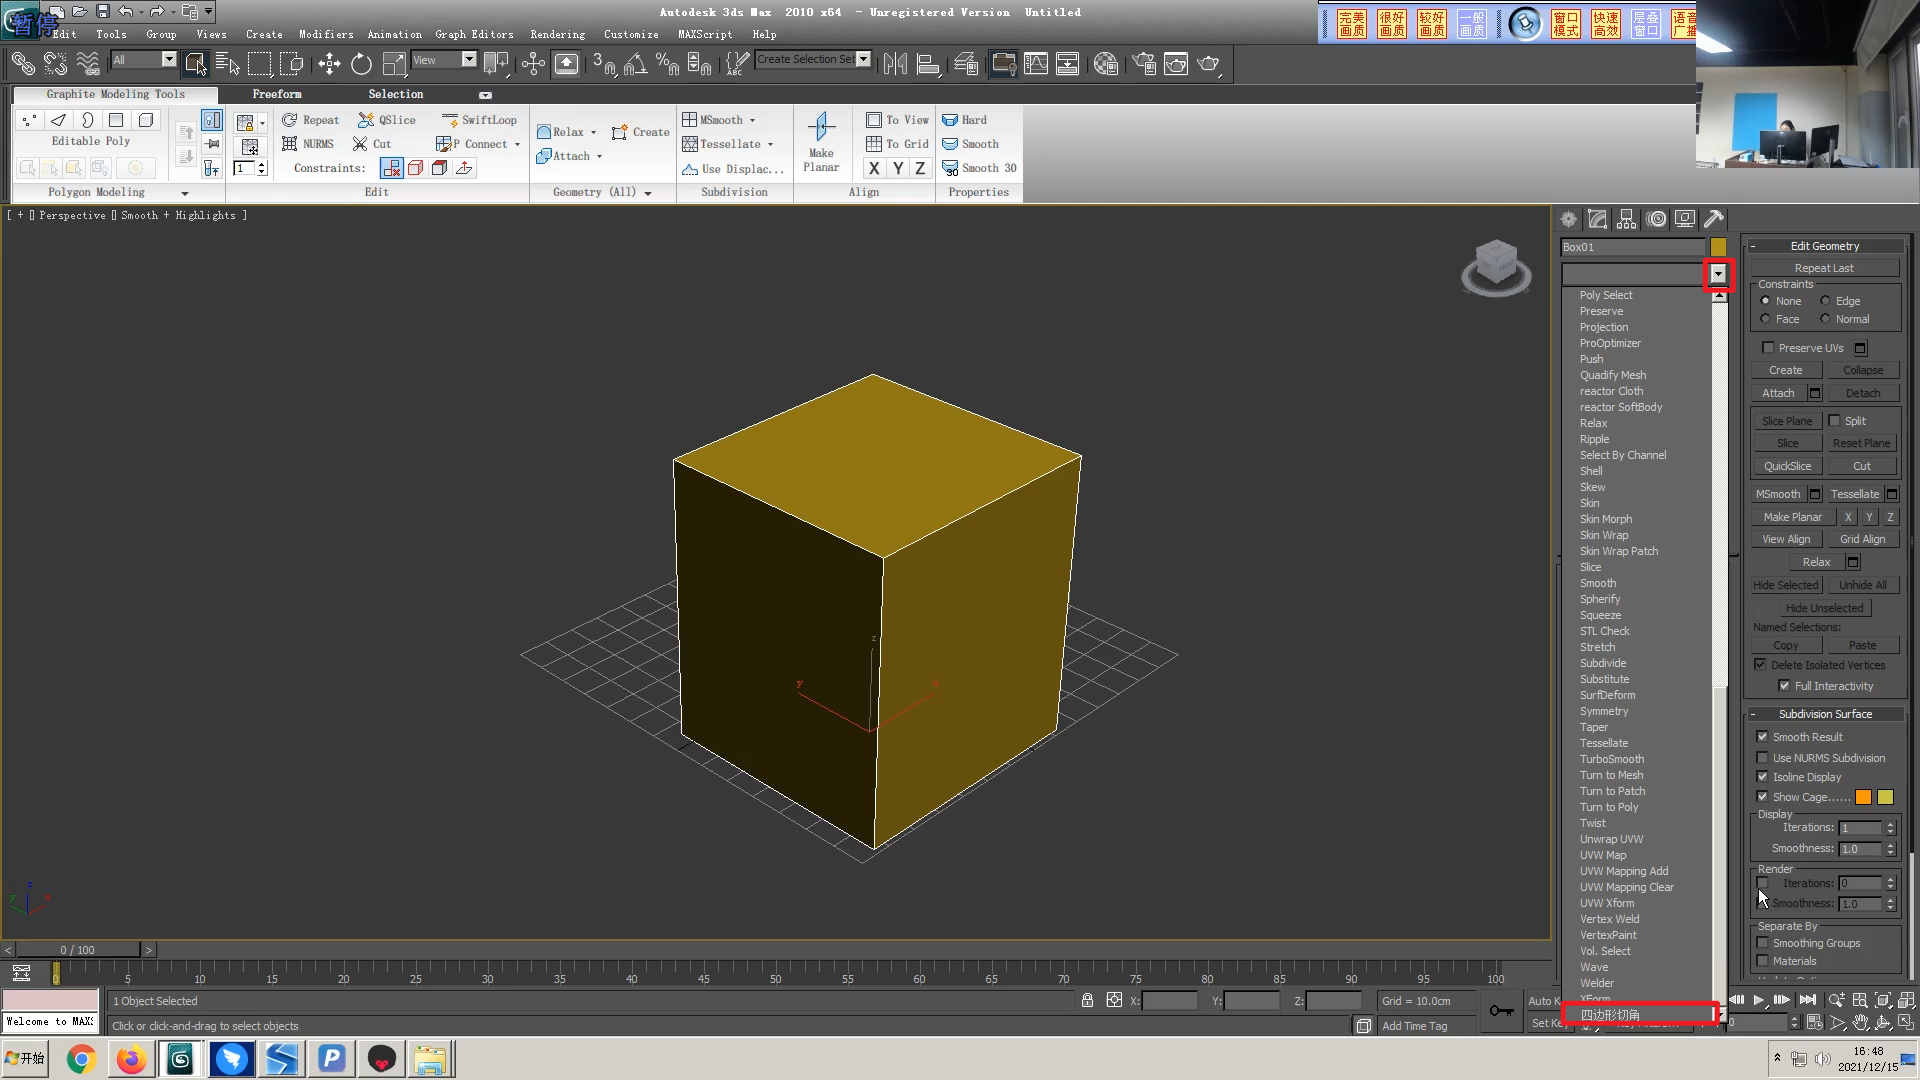 暂停
Autodesk 3ds Max 2010 x64 - Unregistered Version Untitled
完美画质 很好画质 较好画质 一般画质 窗口模式 快速高效 层叠窗口 语音广播
Edit Tools Group Views Create Modifiers Animation Graph Editors Rendering Customize MAXScript Help
All View Create Selection Set
Graphite Modeling Tools Freeform Selection
Repeat QSlice SwiftLoop MSmooth To View Hard
Editable Poly Relax Create
NURMS Cut P Connect Tessellate To Grid Smooth
Attach Make Planar
1 Constraints: Use Displac... X Y Z Smooth 30
Polygon Modeling Edit Geometry (All) Subdivision Align Properties
[ + [] Perspective [] Smooth + Highlights ]
Box01
Poly Select
Preserve
Projection
ProOptimizer
Push
Quadify Mesh
reactor Cloth
reactor SoftBody
Relax
Ripple
Select By Channel
Shell
Skew
Skin
Skin Morph
Skin Wrap
Skin Wrap Patch
Slice
Smooth
Spherify
Squeeze
STL Check
Stretch
Subdivide
Substitute
SurfDeform
Symmetry
Taper
Tessellate
TurboSmooth
Turn to Mesh
Turn to Patch
Turn to Poly
Twist
Unwrap UVW
UVW Map
UVW Mapping Add
UVW Mapping Clear
UVW Xform
Vertex Weld
VertexPaint
Vol. Select
Wave
Welder
XForm
四边形切角
- Edit Geometry
Repeat Last
Constraints
None Edge
Face Normal
Preserve UVs
Create Collapse
Attach Detach
Slice Plane Split
Slice Reset Plane
QuickSlice Cut
MSmooth Tessellate
Make Planar X Y Z
View Align Grid Align
Relax
Hide Selected Unhide All
Hide Unselected
Named Selections:
Copy Paste
Delete Isolated Vertices
Full Interactivity
- Subdivision Surface
Smooth Result
Use NURMS Subdivision
Isoline Display
Show Cage......
Display
Iterations: 1
Smoothness: 1.0
Render
Iterations: 0
Smoothness: 1.0
Separate By
Smoothing Groups
Materials
z
y
x
z
y
x
< 0 / 100 >
0 5 10 15 20 25 30 35 40 45 50 55 60 65 70 75 80 85 90 95 100
1 Object Selected X: Y: Z: Grid = 10.0cm Auto K
Welcome to MAXS Click or click-and-drag to select objects Add Time Tag Set Ke 0
开始
16:48
2021/12/15